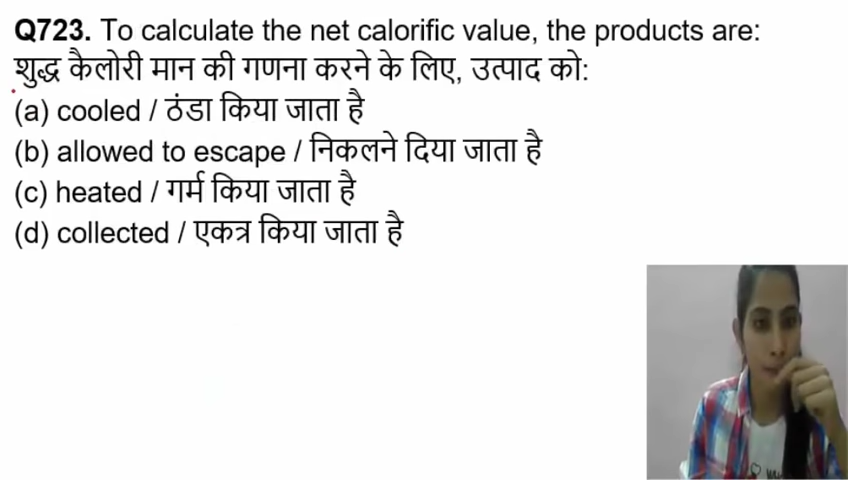 Q723. To calculate the net calorific value, the products are:
शुद्ध कैलोरी मान की गणना करने के लिए, उत्पाद को:
(a) cooled / ठंडा किया जाता है
(b) allowed to escape / निकलने दिया जाता है
(c) heated / गर्म किया जाता है
(d) collected / एकत्र किया जाता है